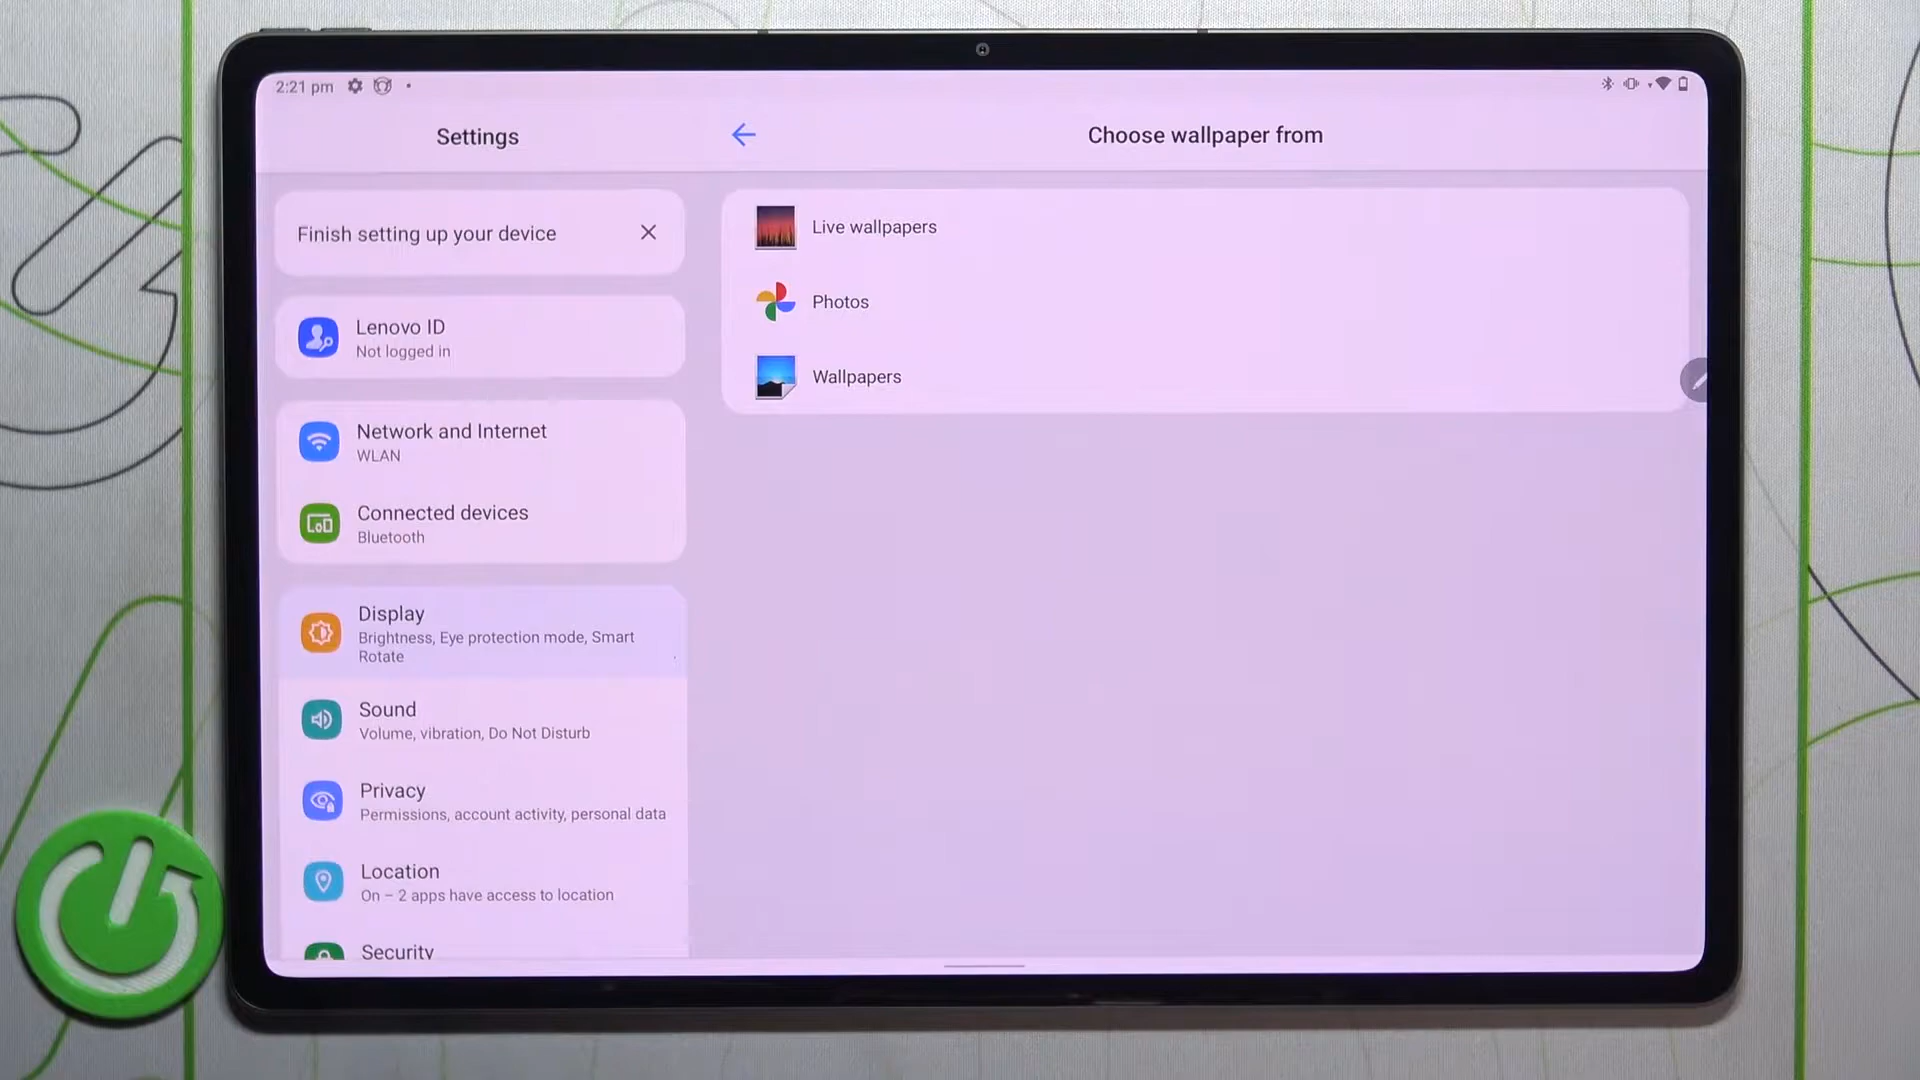 2:21 pm
Settings
Choose wallpaper from
Finish setting up your device
Lenovo ID
Not logged in
Network and Internet
WLAN
Connected devices
Bluetooth
Display
Brightness, Eye protection mode, Smart
Rotate
Sound
Volume, vibration, Do Not Disturb
Privacy
Permissions, account activity, personal data
Location
On – 2 apps have access to location
Security
Live wallpapers
Photos
Wallpapers